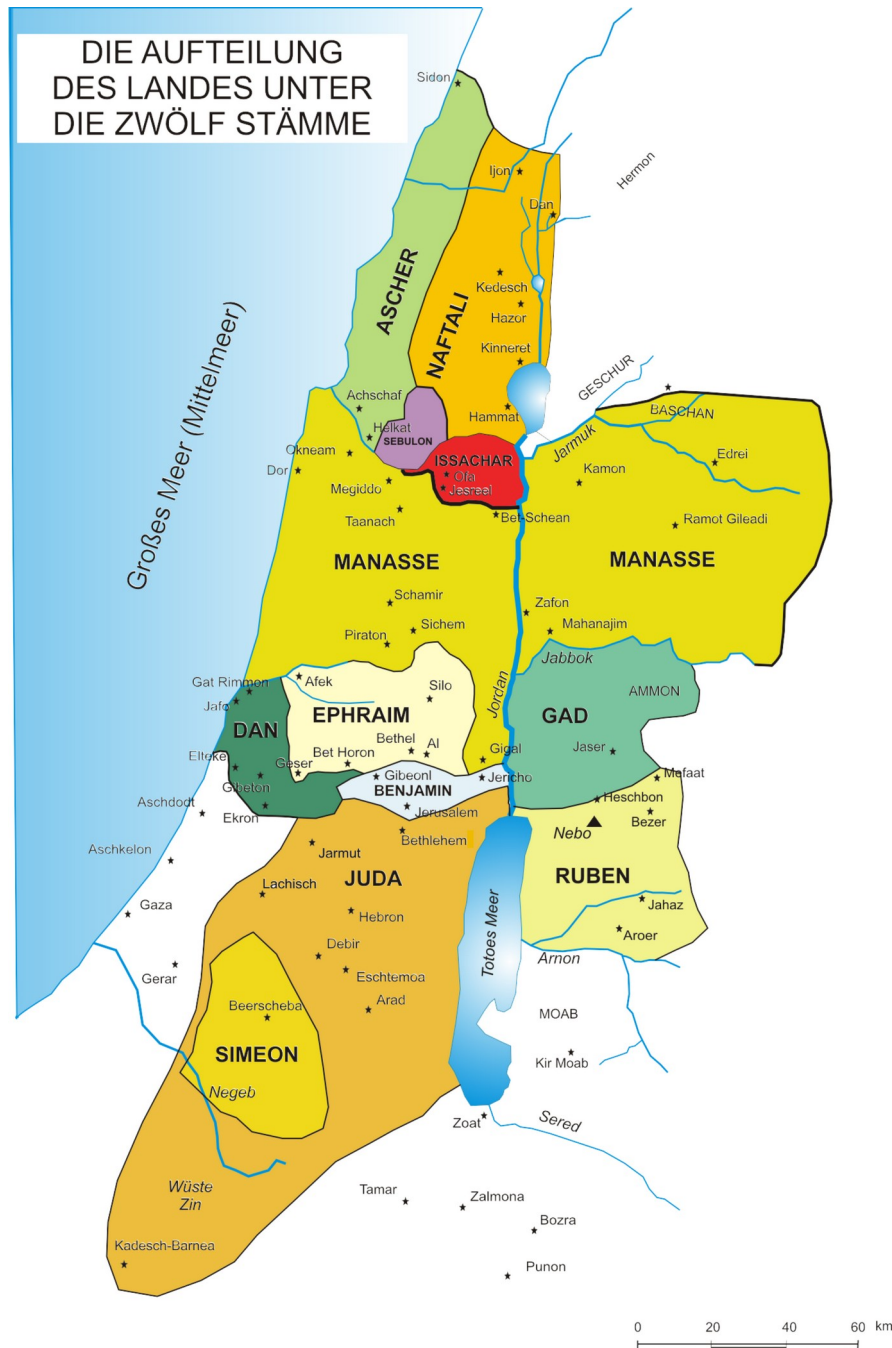 DIE AUFTEILUNG
DES LANDES UNTER
DIE ZWÖLF STÄMME
Sidon
Ijon
Hermon
Dan
ASCHER
Kedesch
NAFTALI
Hazor
Kinneret
Großes Meer (Mittelmeer)
GESCHUR
Achschaf
Hammat
BASCHAN
Helkat
SEBULON
Jarmuk
Okneam
ISSACHAR
Edrei
Dor
Ofa
Kamon
Megiddo
Jesreel
Taanach
Bet-Schean
Ramot Gileadi
MANASSE
MANASSE
Schamir
Zafon
Sichem
Mahanajim
Piraton
Jabbok
Gat Rimmon
Afek
Silo
Jordan
AMMON
Jafo
EPHRAIM
GAD
DAN
Bethel
AI
Jaser
Elteke
Geser
Bet Horon
Gigal
Gibeton
Gibeonl
Jericho
Mefaat
BENJAMIN
Aschdodt
Ekron
Jerusalem
Heschbon
Bezer
Nebo
Bethlehem
Aschkelon
Jarmut
JUDA
RUBEN
Lachisch
Gaza
Hebron
Jahaz
Totoes Meer
Debir
Aroer
Gerar
Eschtemoa
Arnon
Beerscheba
Arad
MOAB
SIMEON
Kir Moab
Negeb
Zoat
Sered
Wüste
Zin
Tamar
Zalmona
Bozra
Kadesch-Barnea
Punon
0 20 40 60 km